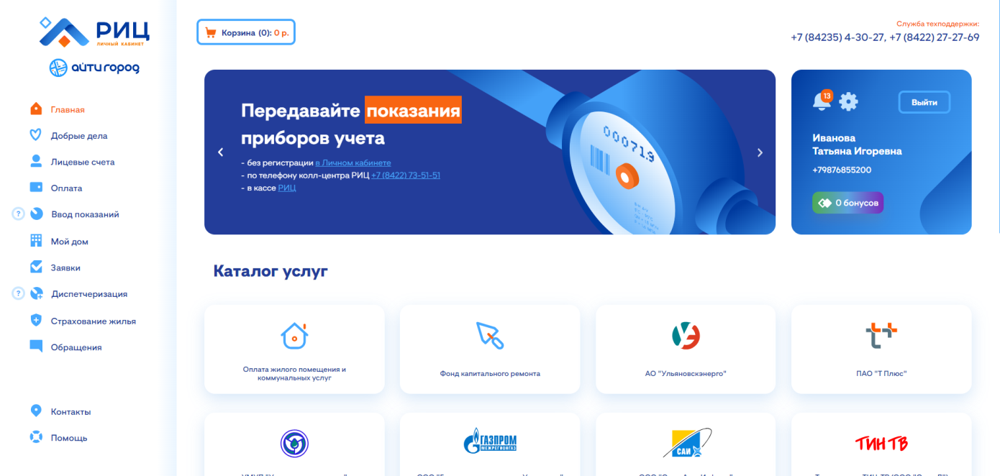 РИЦ
ЛИЧНЫЙ КАБИНЕТ
айти город
Главная
Добрые дела
Лицевые счета
Оплата
? Ввод показаний
Мой дом
Заявки
? Диспетчеризация
Страхование жилья
Обращения
Контакты
Помощь
Корзина (0): 0 р.
Служба техподдержки:
+7 (84235) 4-30-27, +7 (8422) 27-27-69
Передавайте показания
приборов учета
- без регистрации в Личном кабинете
- по телефону колл-центра РИЦ +7 (8422) 73-51-51
- в кассе РИЦ
000719
13
Выйти
Иванова
Татьяна Игоревна
+79876855200
0 бонусов
Каталог услуг
Оплата жилого помещения и
коммунальных услуг
Фонд капитального ремонта
АО "Ульяновскэнерго"
ПАО "Т Плюс"
ГАЗПРОМ
МЕЖРЕГИОНГАЗ
САИ
ТИН ТВ